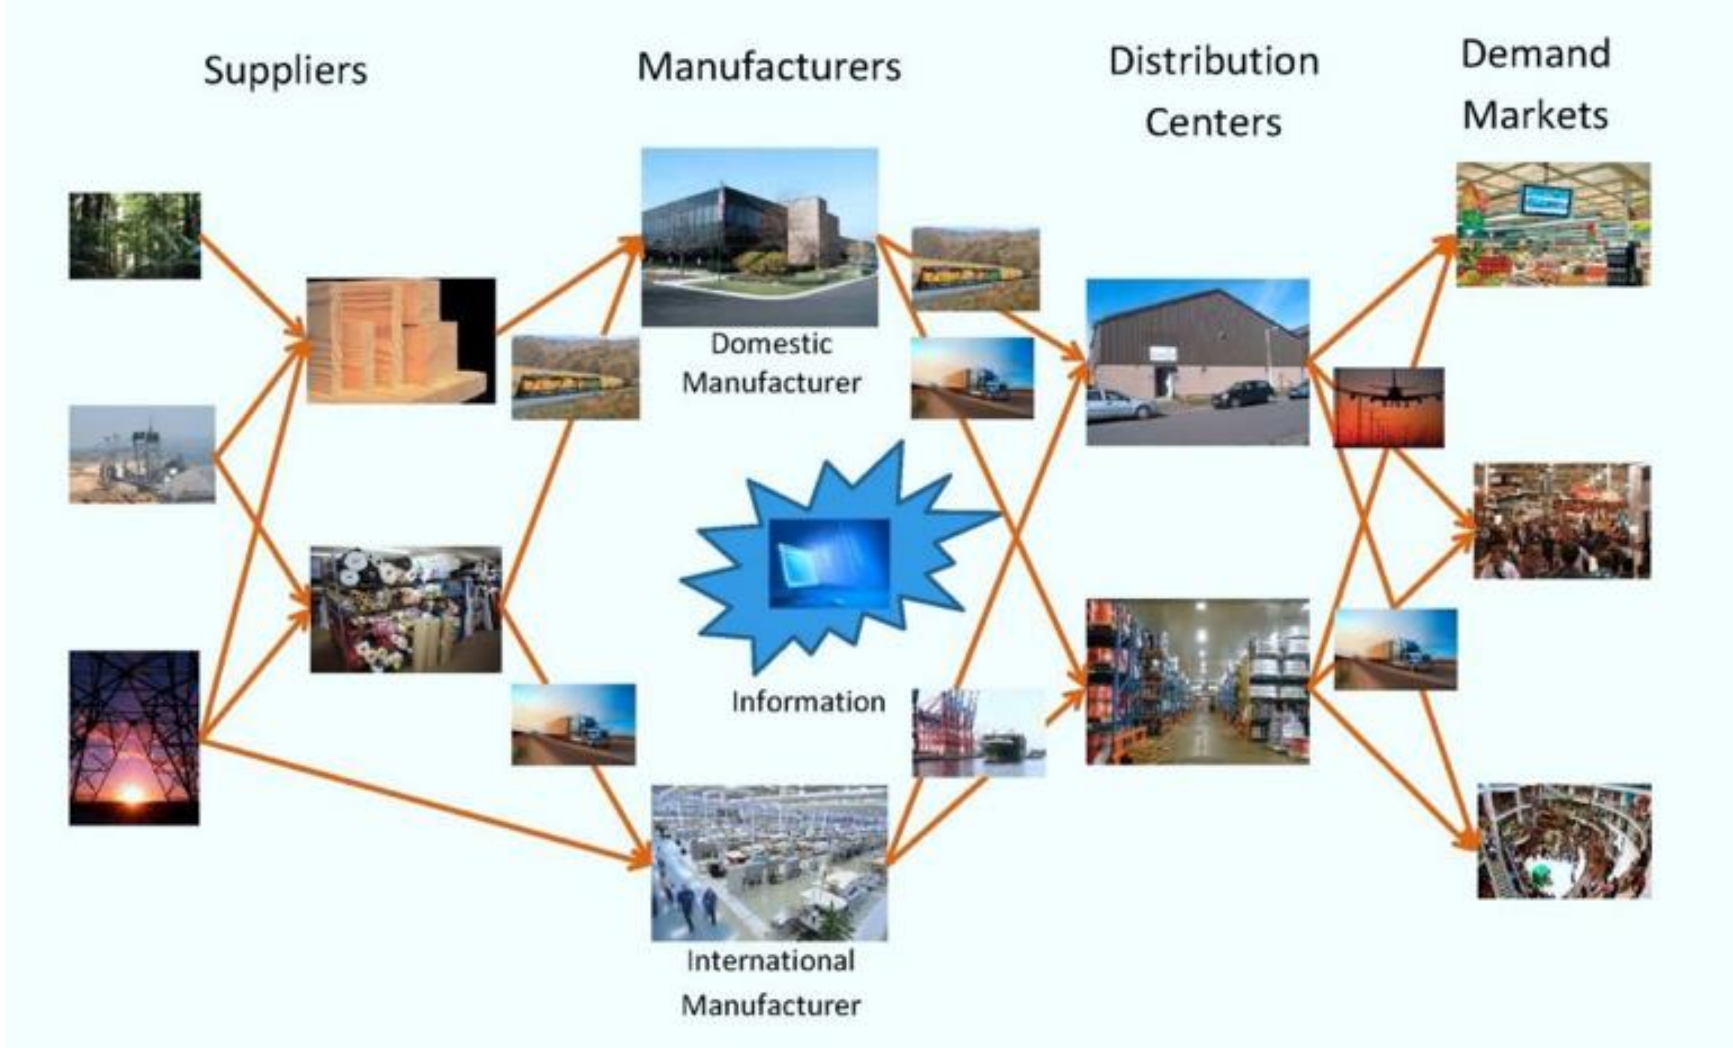 Suppliers
Manufacturers
Distribution
Centers
Demand
Markets
Domestic
Manufacturer
Information
International
Manufacturer